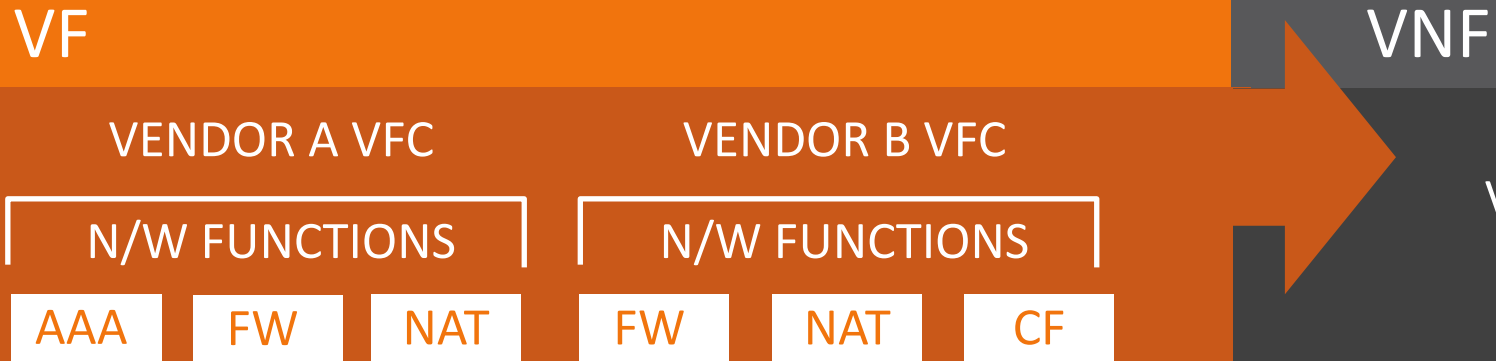 VF
VNF
VENDOR A VFC
VENDOR B VFC
N/W FUNCTIONS
N/W FUNCTIONS
AAA
FW
NAT
FW
NAT
CF